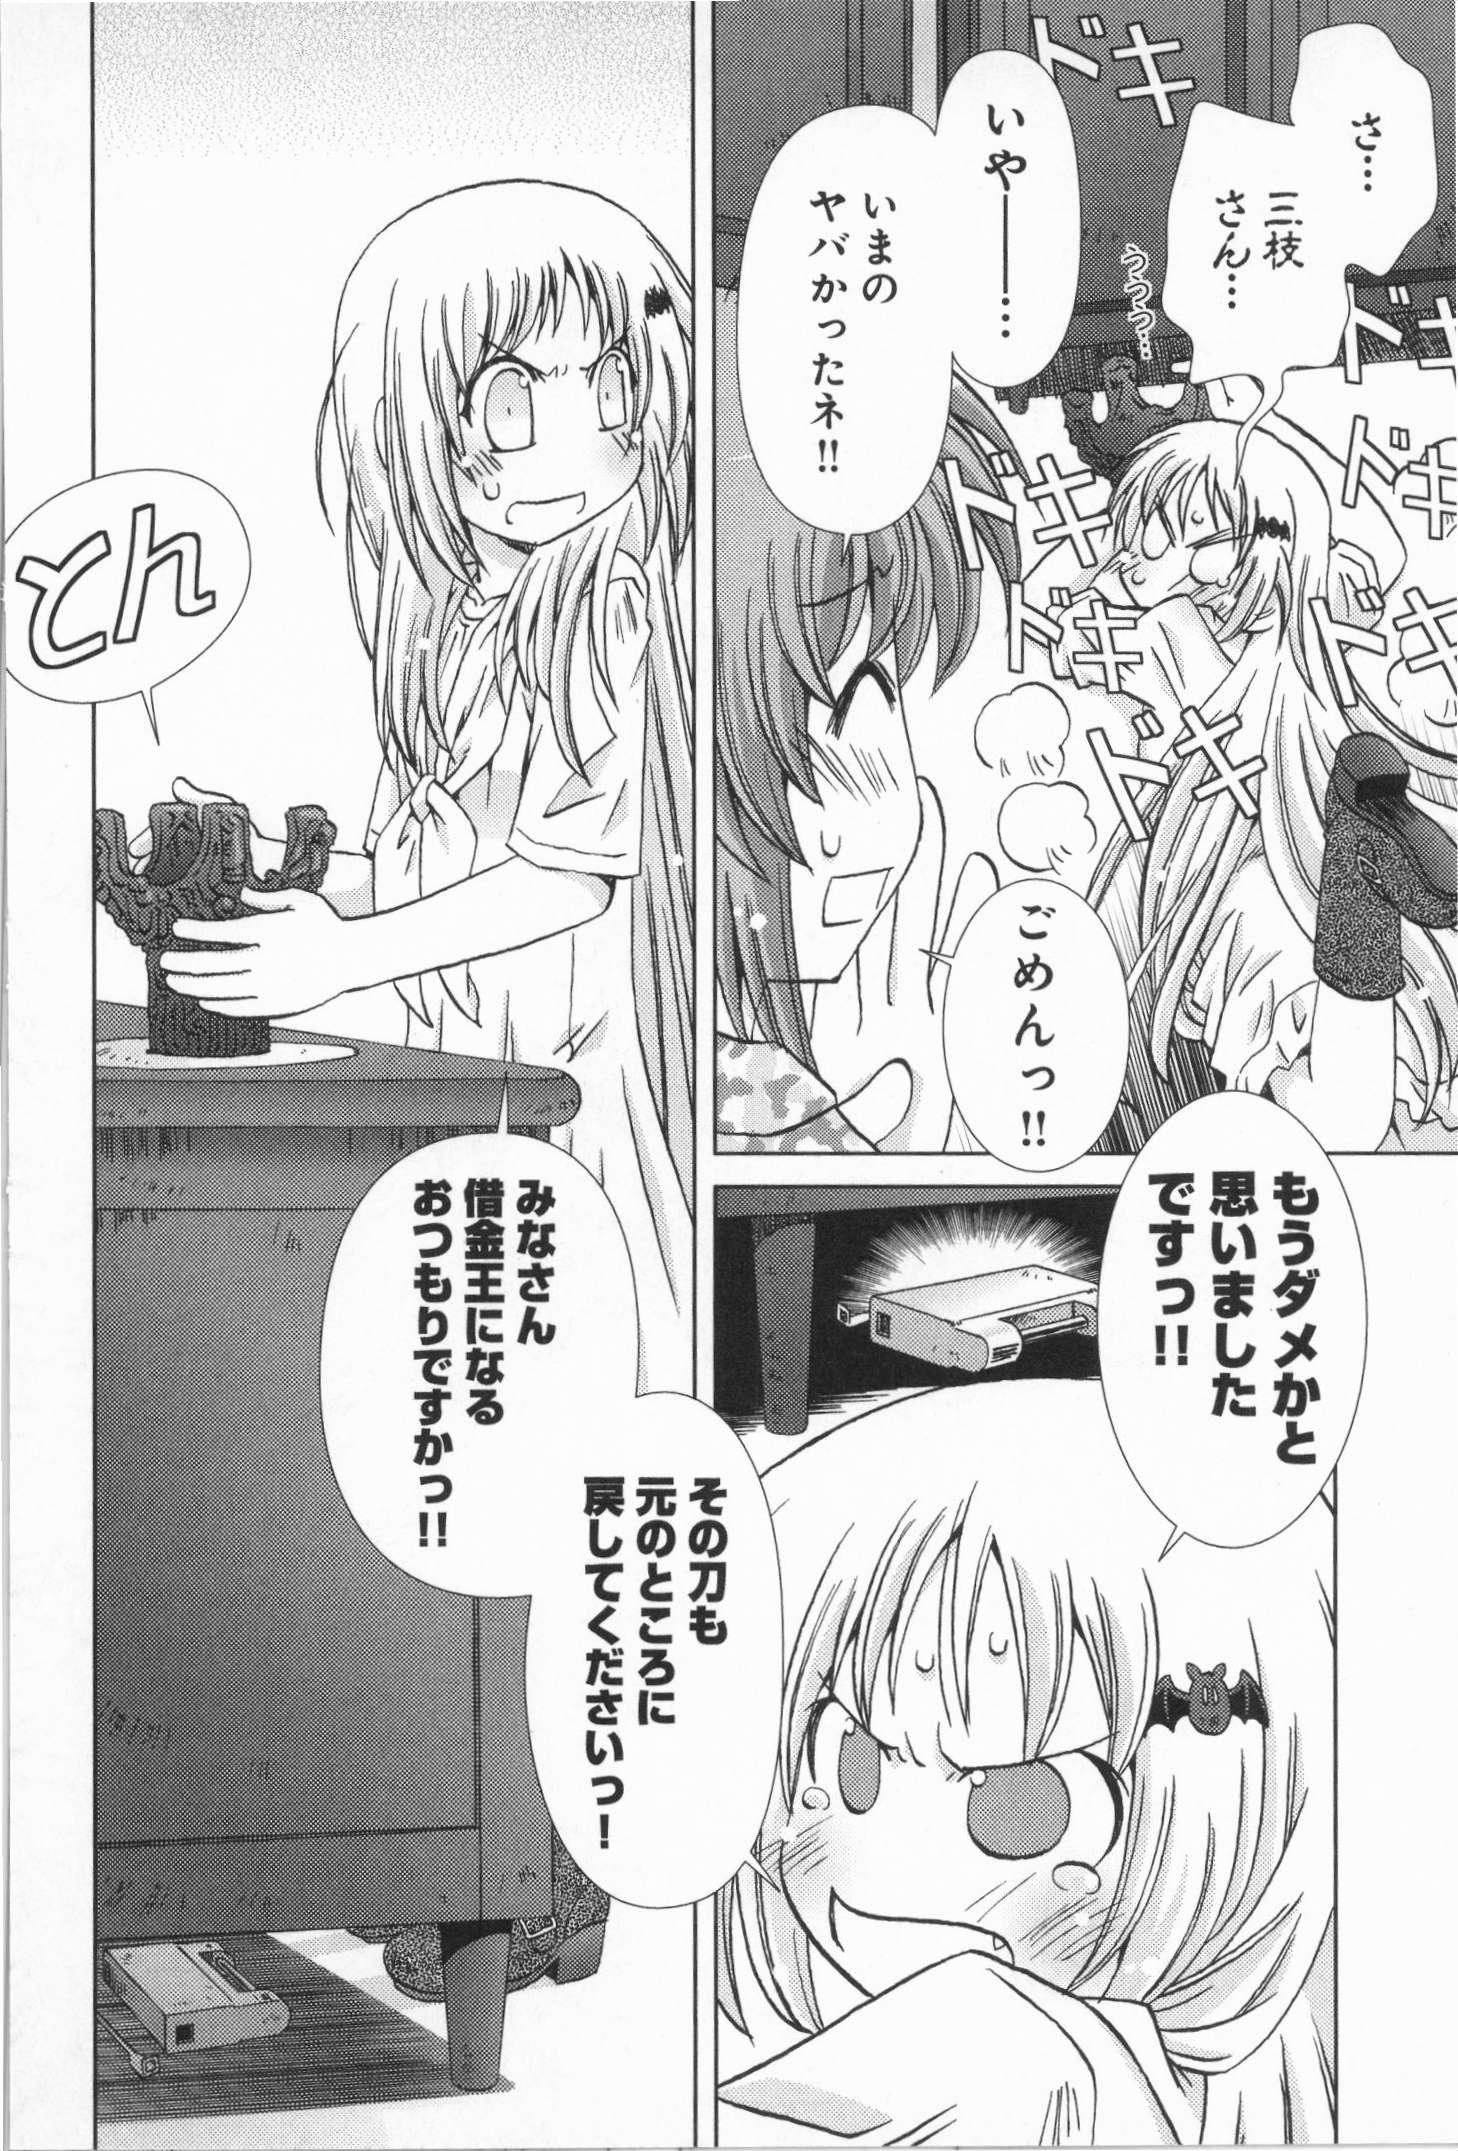 さ…
三枝
さん…
ううう…
いや――…
いまの
ヤバかったネ!!
ドキ
ドキ
ドキ
ドキ
ドキ
ドキ
ドキ
ごめんっ!!
もうダメかと
思いました
ですっ!!
その刀も
元のところに
戻してくださいっ!
とん
みなさん
借金王になる
おつもりですかっ!!